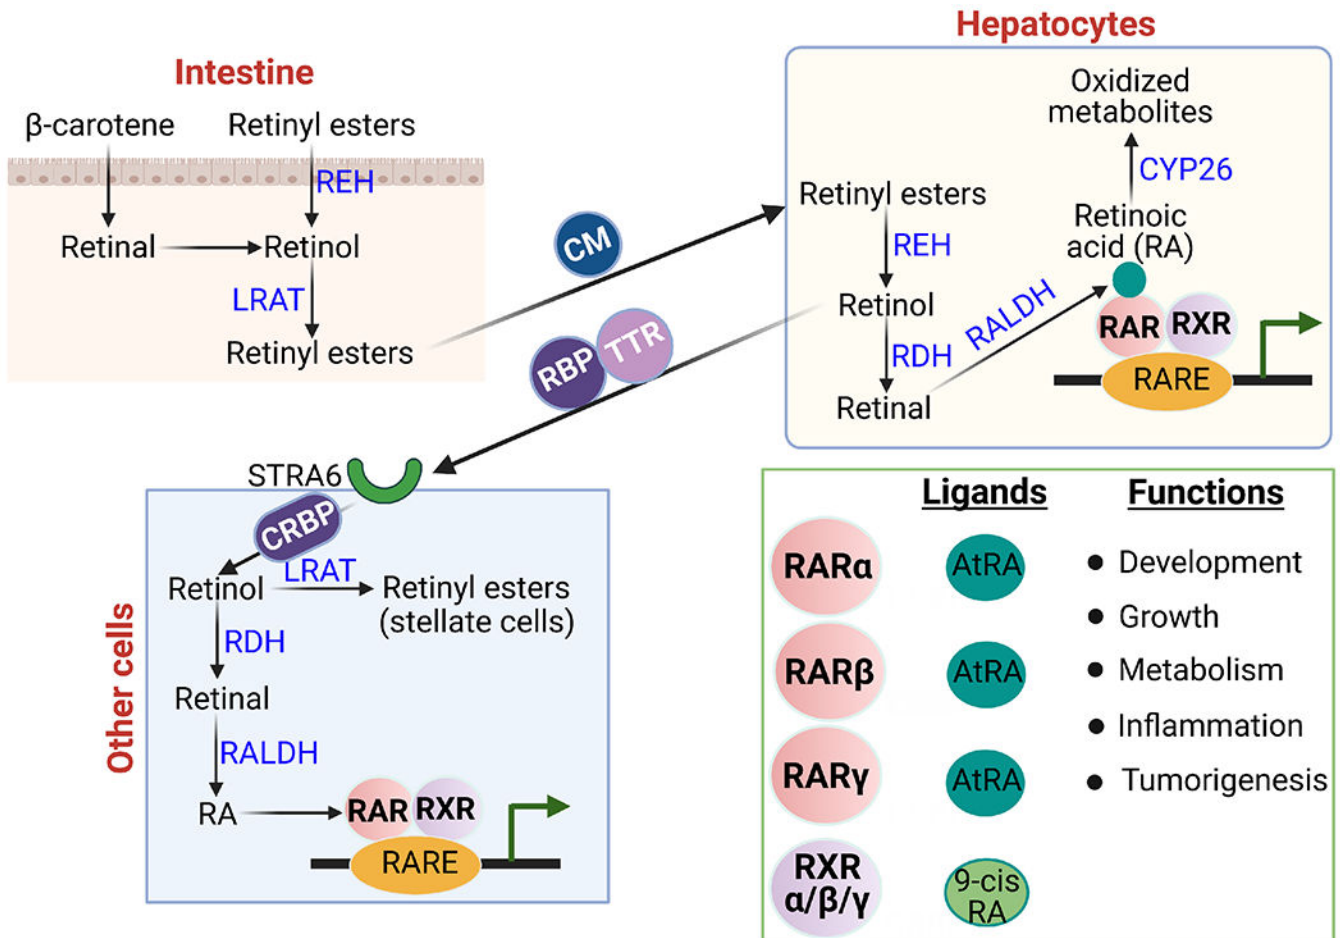 Intestine
β-carotene
Retinyl esters
REH
Retinal
Retinol
LRAT
Retinyl esters
CM
RBP
TTR
Hepatocytes
Oxidized
metabolites
CYP26
Retinyl esters
Retinoic
acid (RA)
REH
Retinol
RALDH
RAR
RXR
RDH
RARE
Retinal
STRA6
Other cells
CRBP
LRAT
Retinol
Retinyl esters
(stellate cells)
RDH
Retinal
RALDH
RA
RAR
RXR
RARE
Ligands
Functions
RARα
AtRA
RARβ
AtRA
RARγ
AtRA
RXR
α/β/γ
9-cis
RA
● Development
● Growth
● Metabolism
● Inflammation
● Tumorigenesis